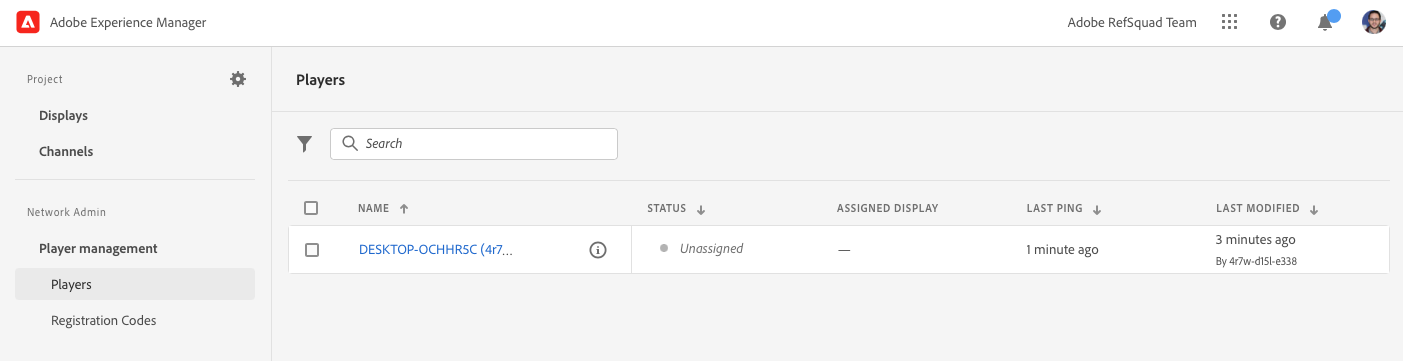 Adobe Experience Manager
Adobe RefSquad Team
Project
Displays
Channels
Network Admin
Player management
Players
Registration Codes
Players
Search
NAME STATUS ASSIGNED DISPLAY LAST PING LAST MODIFIED
DESKTOP-OCHHR5C (4r7... Unassigned — 1 minute ago 3 minutes ago
By 4r7w-d15l-e338